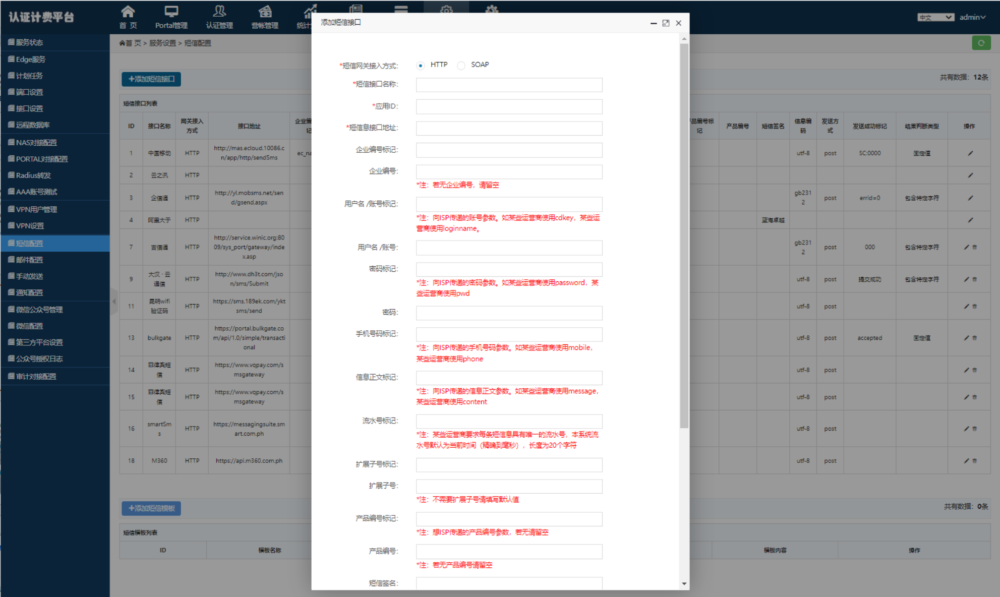 认证计费平台
首 页
Portal管理
认证管理
营帐管理
统计
中文
admin
服务状态
Edge服务
计划任务
端口设置
接口设置
远程数据库
NAS对接配置
PORTAL对接配置
Radius转发
AAA账号测试
VPN用户管理
VPN设置
短信配置
邮件配置
手动发送
通知配置
微信公众号管理
微信配置
第三方平台设置
公众号授权日志
审计对接配置
首 页 > 服务设置 > 短信配置
+添加短信接口
共有数据：12条
短信接口列表
ID 接口名称 网关接入方式 接口地址 企业编 记 品编号标记 产品编号 短信签名 信息编码 发送方式 发送成功标记 结果判断类型 操作
1 中国移动 HTTP http://mas.ecloud.10086.cn/app/http/sendSms ec_na utf-8 post SC:0000 固定值
2 云之讯 HTTP
3 企信通 HTTP http://yl.mobsms.net/send/gsend.aspx gb2312 post errid=0 包含特定字符
4 阿里大于 HTTP 蓝海卓越
7 吉信通 HTTP http://service.winic.org:8009/sys_port/gateway/index.asp gb2312 post 000 包含特定字符
9 大汉·云通信 HTTP http://www.dh3t.com/json/sms/Submit utf-8 post 提交成功 包含特定字符
11 昆明wifi验证码 HTTP https://sms.189ek.com/yktsms/send utf-8 post
13 bulkgate HTTP https://portal.bulkgate.com/api/1.0/simple/transactional utf-8 post accepted 固定值
14 菲律宾短信 HTTP https://www.vqpay.com/smsgateway utf-8 post
15 菲律宾短信 HTTP https://www.vqpay.com/smsgateway utf-8 post
16 smartSms HTTP https://messagingsuite.smart.com.ph utf-8 post
18 M360 HTTP https://api.m360.com.ph utf-8 post
+添加短信模板
共有数据：0条
短信模板列表
ID 模板名称 模板内容 操作
添加短信接口
*短信网关接入方式: HTTP SOAP
*短信接口名称:
*应用ID:
*短信息接口地址:
企业编号标记:
企业编号:
*注：若无企业编号，请留空
用户名 /账号标记:
*注：向ISP传递的账号参数。如某些运营商使用cdkey，某些运
营商使用loginname。
用户名 /账号:
密码标记:
*注：向ISP传递的密码参数。如某些运营商使用password，某
些运营商使用pwd
密码:
手机号码标记:
*注：向ISP传递的手机号码参数。如某些运营商使用mobile，
某些运营商使用phone
信息正文标记:
*注：向ISP传递的信息正文参数。如某些运营商使用message，
某些运营商使用content
流水号标记:
*注：某些运营商要求每条短信息具有唯一的流水号，本系统流
水号默认为当前时间（精确到毫秒），长度为20个字符
扩展子号标记:
扩展子号:
*注：不需要扩展子号请填写默认值
产品编号标记:
*注：想ISP传递的产品编号参数，若无请留空
产品编号:
*注：若无产品编号请留空
短信签名: